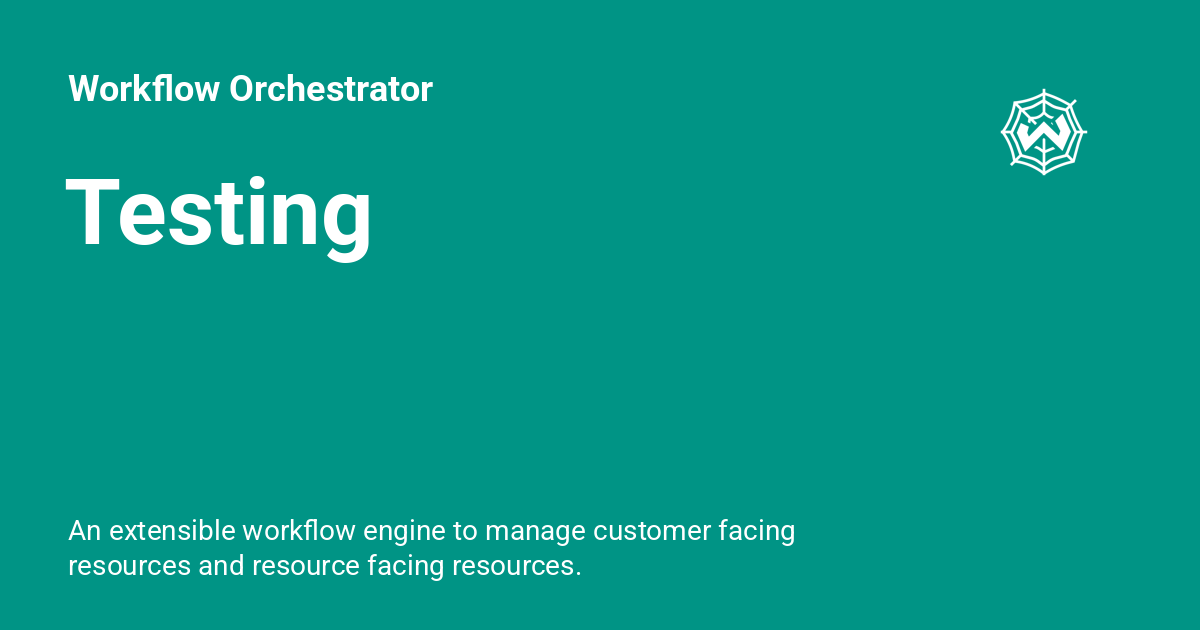 Workflow Orchestrator
W
Testing
An extensible workflow engine to manage customer facing
resources and resource facing resources.